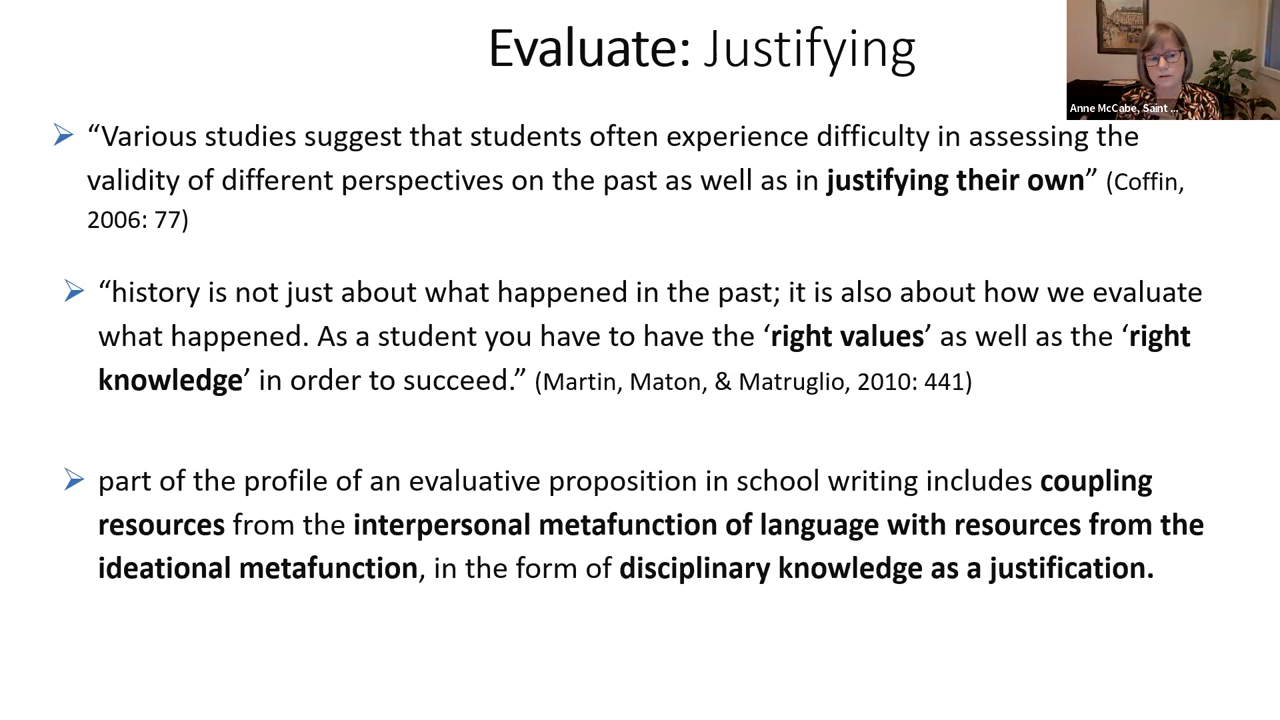 Evaluate: Justifying
Anne McCabe, Saint ...
➢ “Various studies suggest that students often experience difficulty in assessing the
validity of different perspectives on the past as well as in justifying their own” (Coffin,
2006: 77)
➢ “history is not just about what happened in the past; it is also about how we evaluate
what happened. As a student you have to have the ‘right values’ as well as the ‘right
knowledge’ in order to succeed.” (Martin, Maton, & Matruglio, 2010: 441)
➢ part of the profile of an evaluative proposition in school writing includes coupling
resources from the interpersonal metafunction of language with resources from the
ideational metafunction, in the form of disciplinary knowledge as a justification.